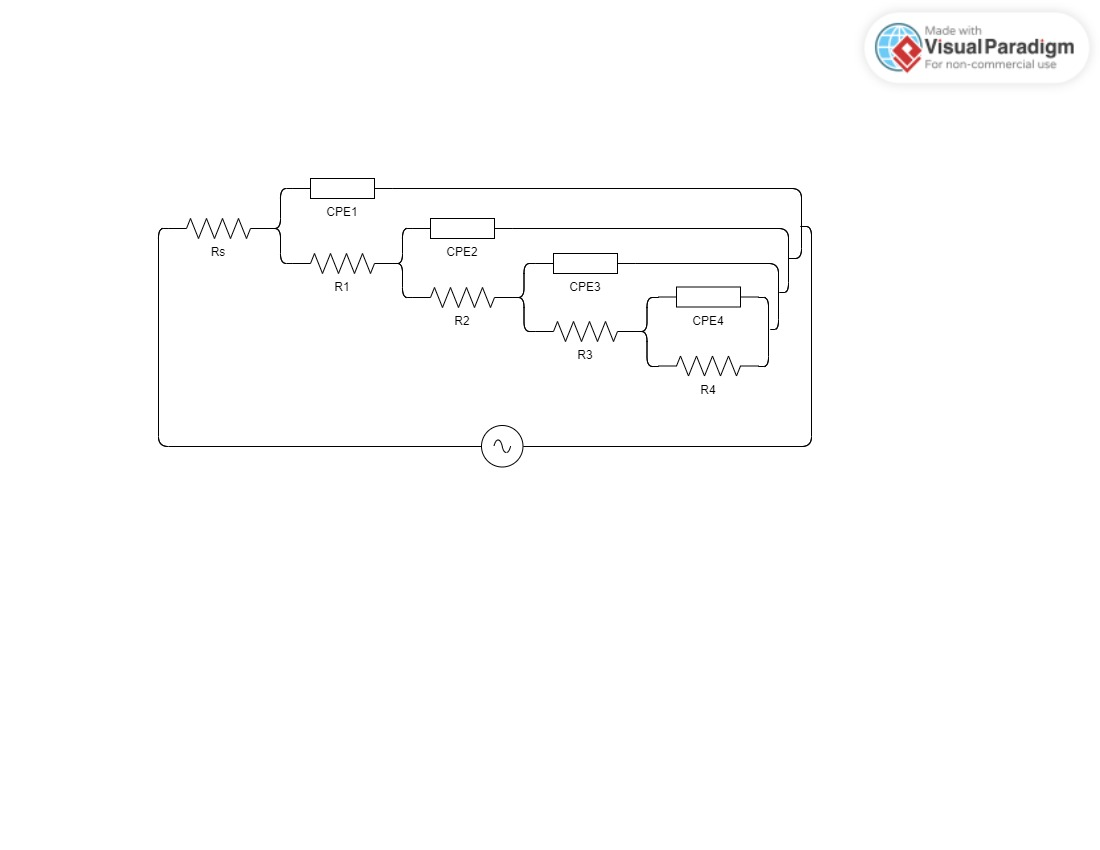 Made with
Visual Paradigm
For non-commercial use
CPE1
Rs
CPE2
R1
CPE3
R2
CPE4
R3
R4